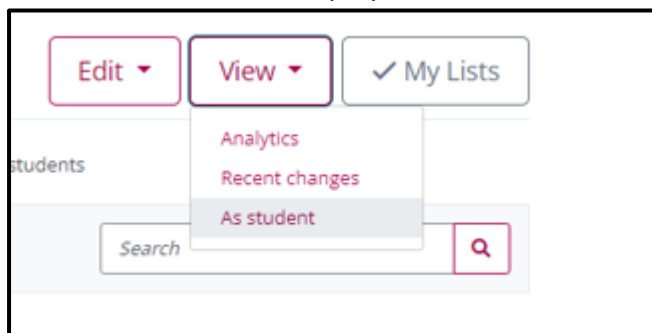 Edit View ✓ My Lists
Analytics
students
Recent changes
As student
Search